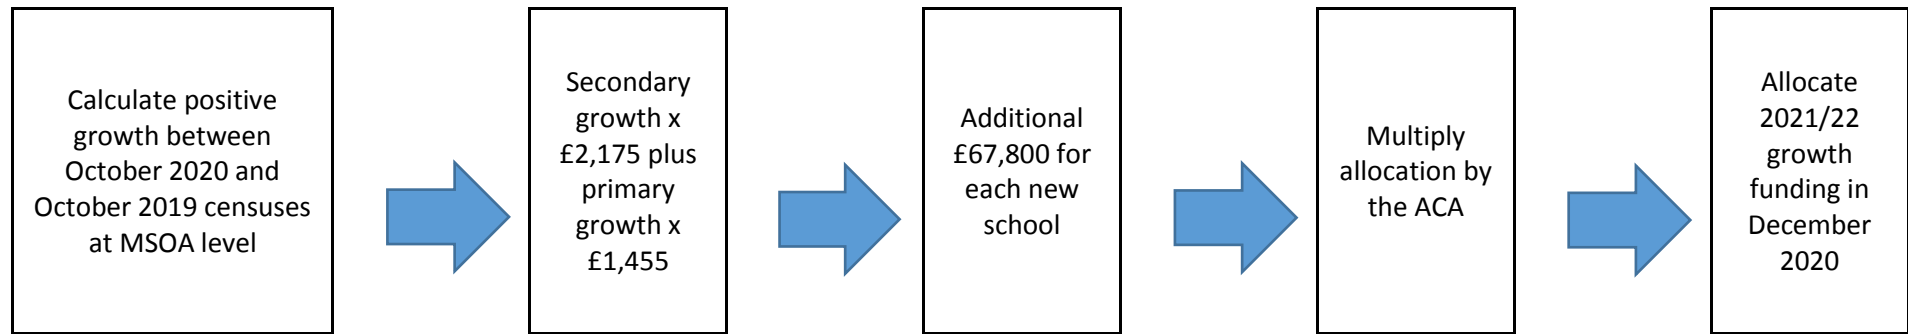 Calculate positive
growth between
October 2020 and
October 2019 censuses
at MSOA level
Secondary
growth x
£2,175 plus
primary
growth x
£1,455
Additional
£67,800 for
each new
school
Multiply
allocation by
the ACA
Allocate
2021/22
growth
funding in
December
2020